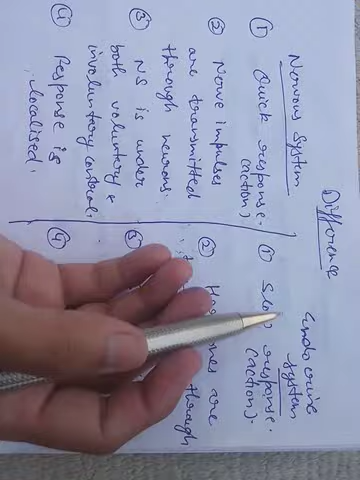 Difference
Nervous System
① Quick response.
(action)
② Nerve impulses
are transmitted
through neurons.
③ NS is under
both voluntary &
involuntary control.
④ Response is
localised.
Endocrine
System
① Slow response.
(action).
② Hormones are
through
③
④